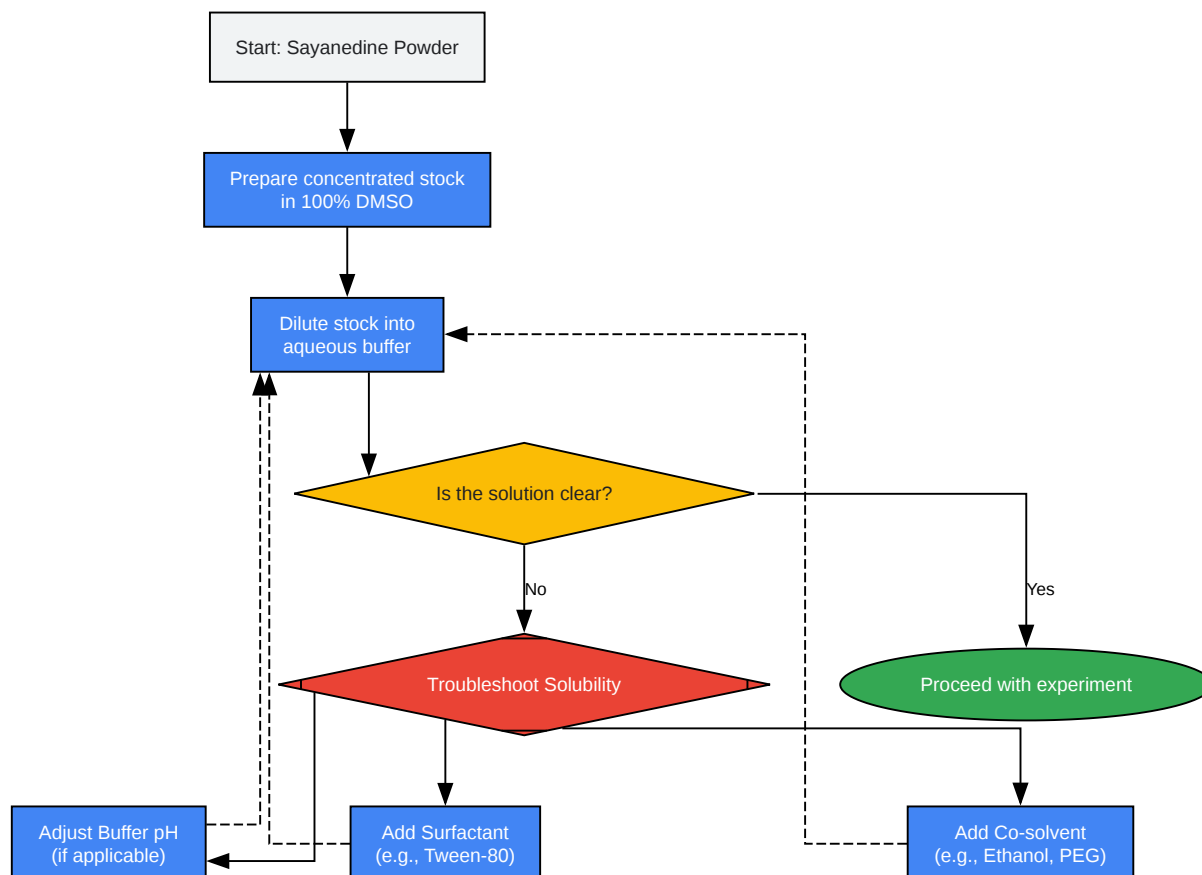 Start: Sayanedine Powder
Prepare concentrated stock
in 100% DMSO
Dilute stock into
aqueous buffer
Is the solution clear?
No
Yes
Troubleshoot Solubility
Proceed with experiment
Adjust Buffer pH
(if applicable)
Add Surfactant
(e.g., Tween-80)
Add Co-solvent
(e.g., Ethanol, PEG)